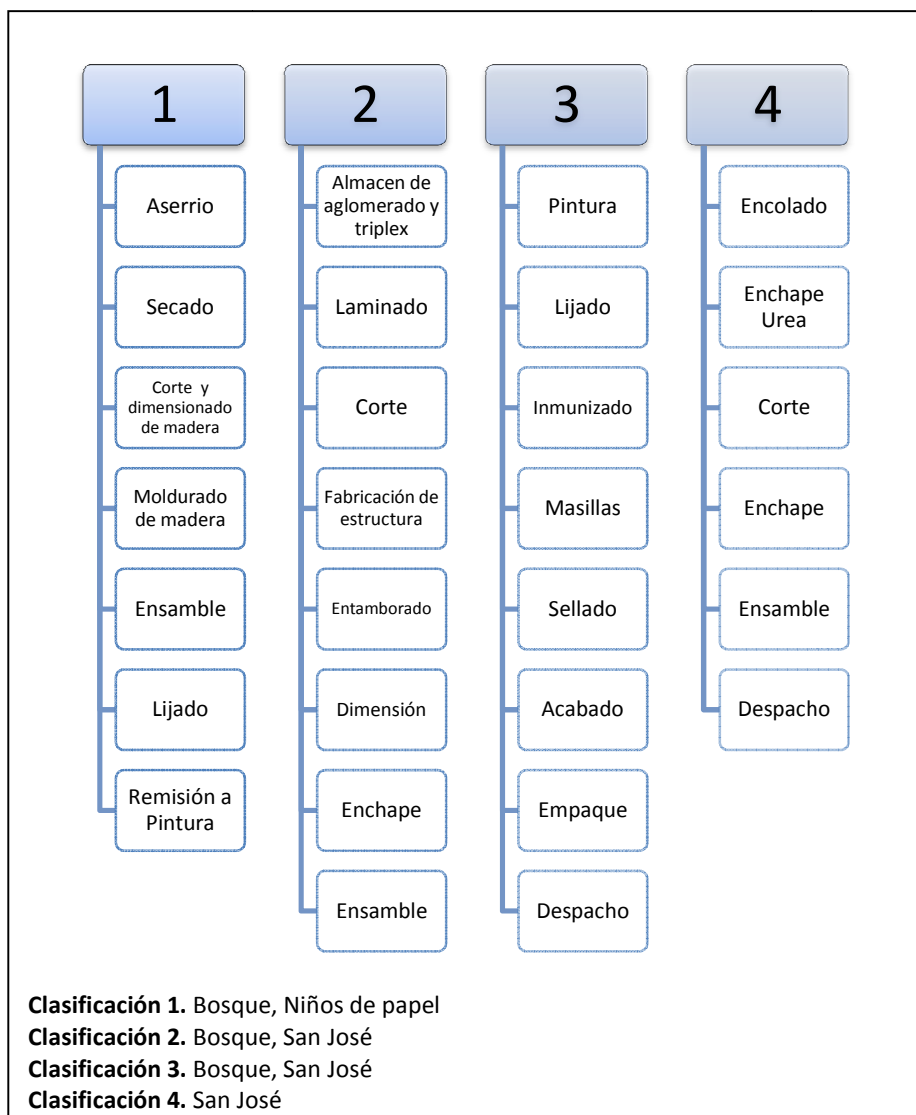 1
Aserrio
Secado
Corte y
dimensionado
de madera
Moldurado
de madera
Ensamble
Lijado
Remisión a
Pintura
2
Almacen de
aglomerado y
triplex
Laminado
Corte
Fabricación de
estructura
Entamborado
Dimensión
Enchape
Ensamble
3
Pintura
Lijado
Inmunizado
Masillas
Sellado
Acabado
Empaque
Despacho
4
Encolado
Enchape
Urea
Corte
Enchape
Ensamble
Despacho
Clasificación 1. Bosque, Niños de papel
Clasificación 2. Bosque, San José
Clasificación 3. Bosque, San José
Clasificación 4. San José